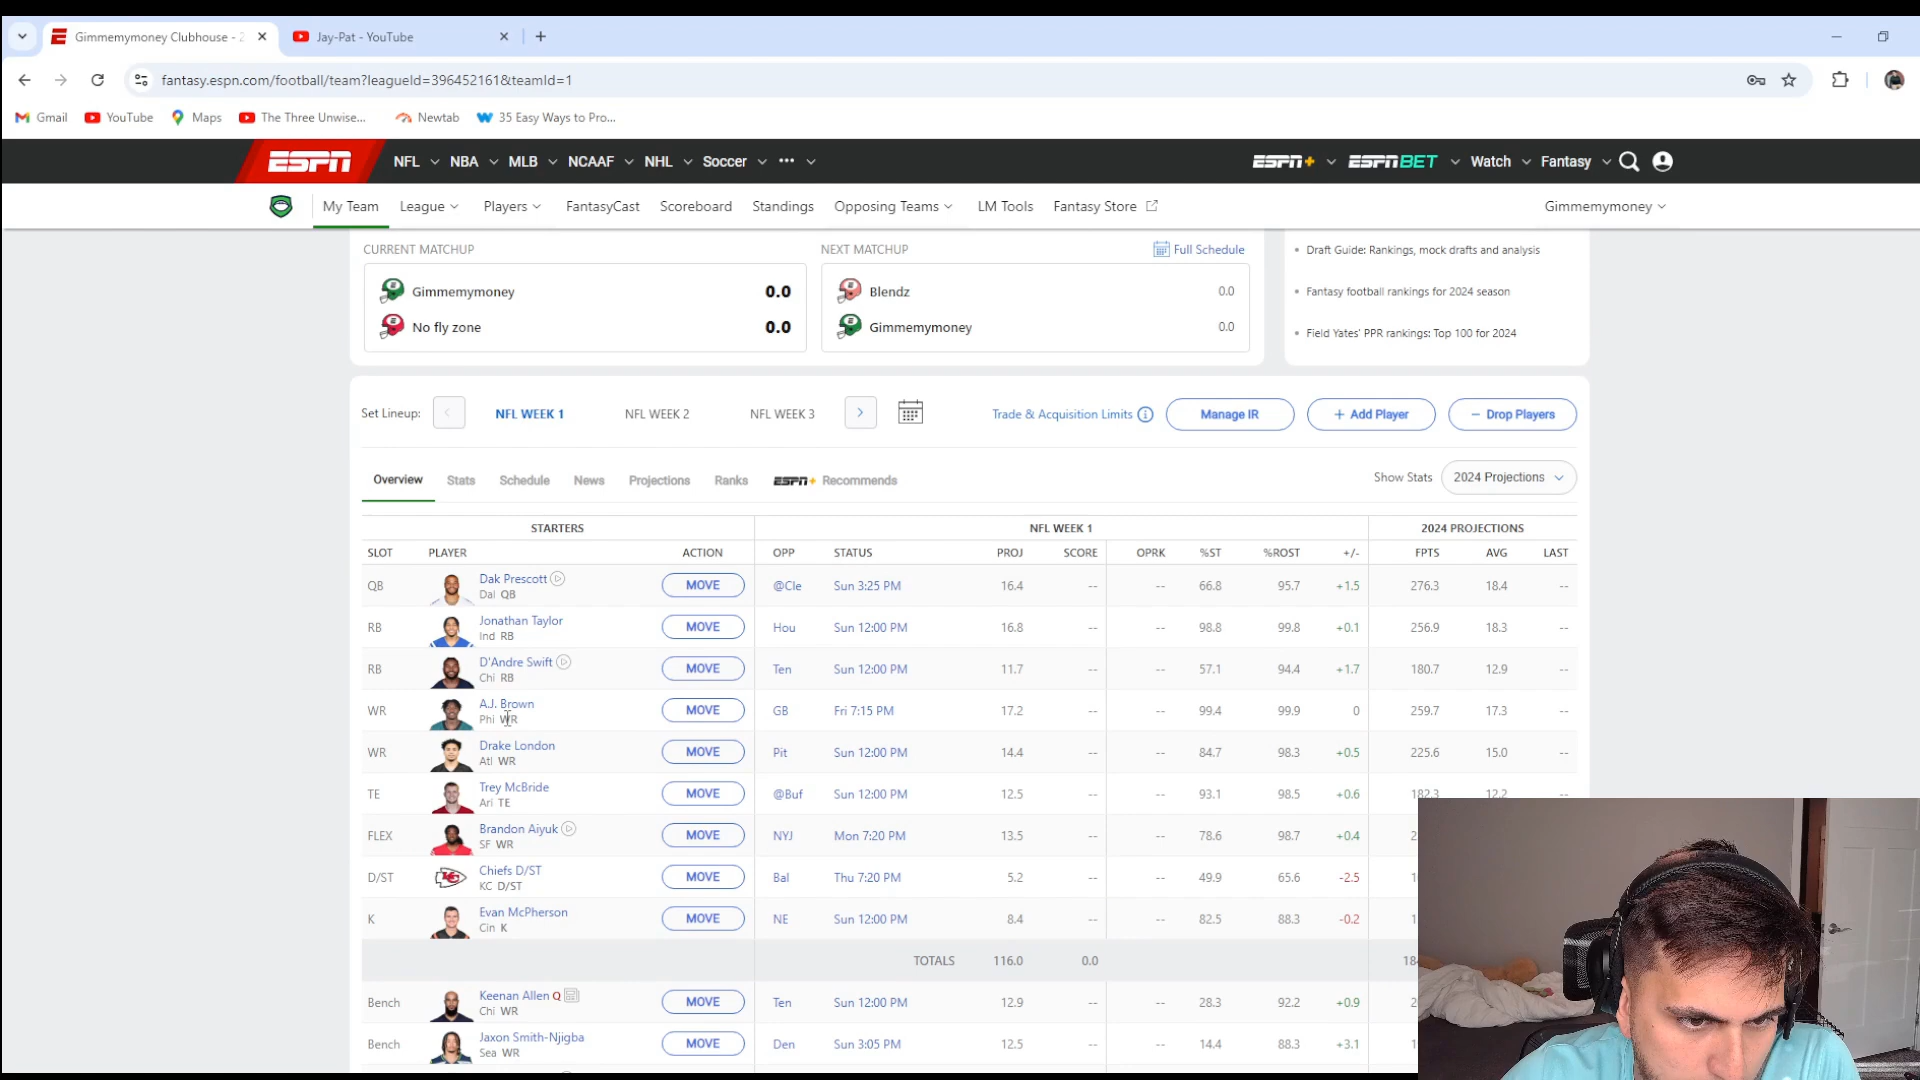 Gimmemymoney Clubhouse - 2
Jay-Pat - YouTube
fantasy.espn.com/football/team?leagueId=396452161&teamId=1
Gmail YouTube Maps The Three Unwise... Newtab 35 Easy Ways to Pro...
ESPN NFL NBA MLB NCAAF NHL Soccer ••• ESPN+ ESPN BET Watch Fantasy
My Team League Players FantasyCast Scoreboard Standings Opposing Teams LM Tools Fantasy Store Gimmemymoney
CURRENT MATCHUP
Gimmemymoney 0.0
No fly zone 0.0
NEXT MATCHUP Full Schedule
Blendz 0.0
Gimmemymoney 0.0
Draft Guide: Rankings, mock drafts and analysis
Fantasy football rankings for 2024 season
Field Yates' PPR rankings: Top 100 for 2024
Set Lineup: NFL WEEK 1 NFL WEEK 2 NFL WEEK 3 Trade & Acquisition Limits Manage IR + Add Player − Drop Players
Overview Stats Schedule News Projections Ranks ESPN+ Recommends Show Stats 2024 Projections
STARTERS NFL WEEK 1 2024 PROJECTIONS
SLOT PLAYER ACTION OPP STATUS PROJ SCORE OPRK %ST %ROST +/- FPTS AVG LAST
QB Dak Prescott MOVE @Cle Sun 3:25 PM 16.4 -- -- 66.8 95.7 +1.5 276.3 18.4 --
Dal QB
RB Jonathan Taylor MOVE Hou Sun 12:00 PM 16.8 -- -- 98.8 99.8 +0.1 256.9 18.3 --
Ind RB
RB D'Andre Swift MOVE Ten Sun 12:00 PM 11.7 -- -- 57.1 94.4 +1.7 180.7 12.9 --
Chi RB
WR A.J. Brown MOVE GB Fri 7:15 PM 17.2 -- -- 99.4 99.9 0 259.7 17.3 --
Phi WR
WR Drake London MOVE Pit Sun 12:00 PM 14.4 -- -- 84.7 98.3 +0.5 225.6 15.0 --
Atl WR
TE Trey McBride MOVE @Buf Sun 12:00 PM 12.5 -- -- 93.1 98.5 +0.6 182.3 12.2 --
Ari TE
FLEX Brandon Aiyuk MOVE NYJ Mon 7:20 PM 13.5 -- -- 78.6 98.7 +0.4
SF WR
D/ST Chiefs D/ST MOVE Bal Thu 7:20 PM 5.2 -- -- 49.9 65.6 -2.5
KC D/ST
K Evan McPherson MOVE NE Sun 12:00 PM 8.4 -- -- 82.5 88.3 -0.2
Cin K
TOTALS 116.0 0.0
Bench Keenan Allen Q MOVE Ten Sun 12:00 PM 12.9 -- -- 28.3 92.2 +0.9
Chi WR
Bench Jaxon Smith-Njigba MOVE Den Sun 3:05 PM 12.5 -- -- 14.4 88.3 +3.1
Sea WR